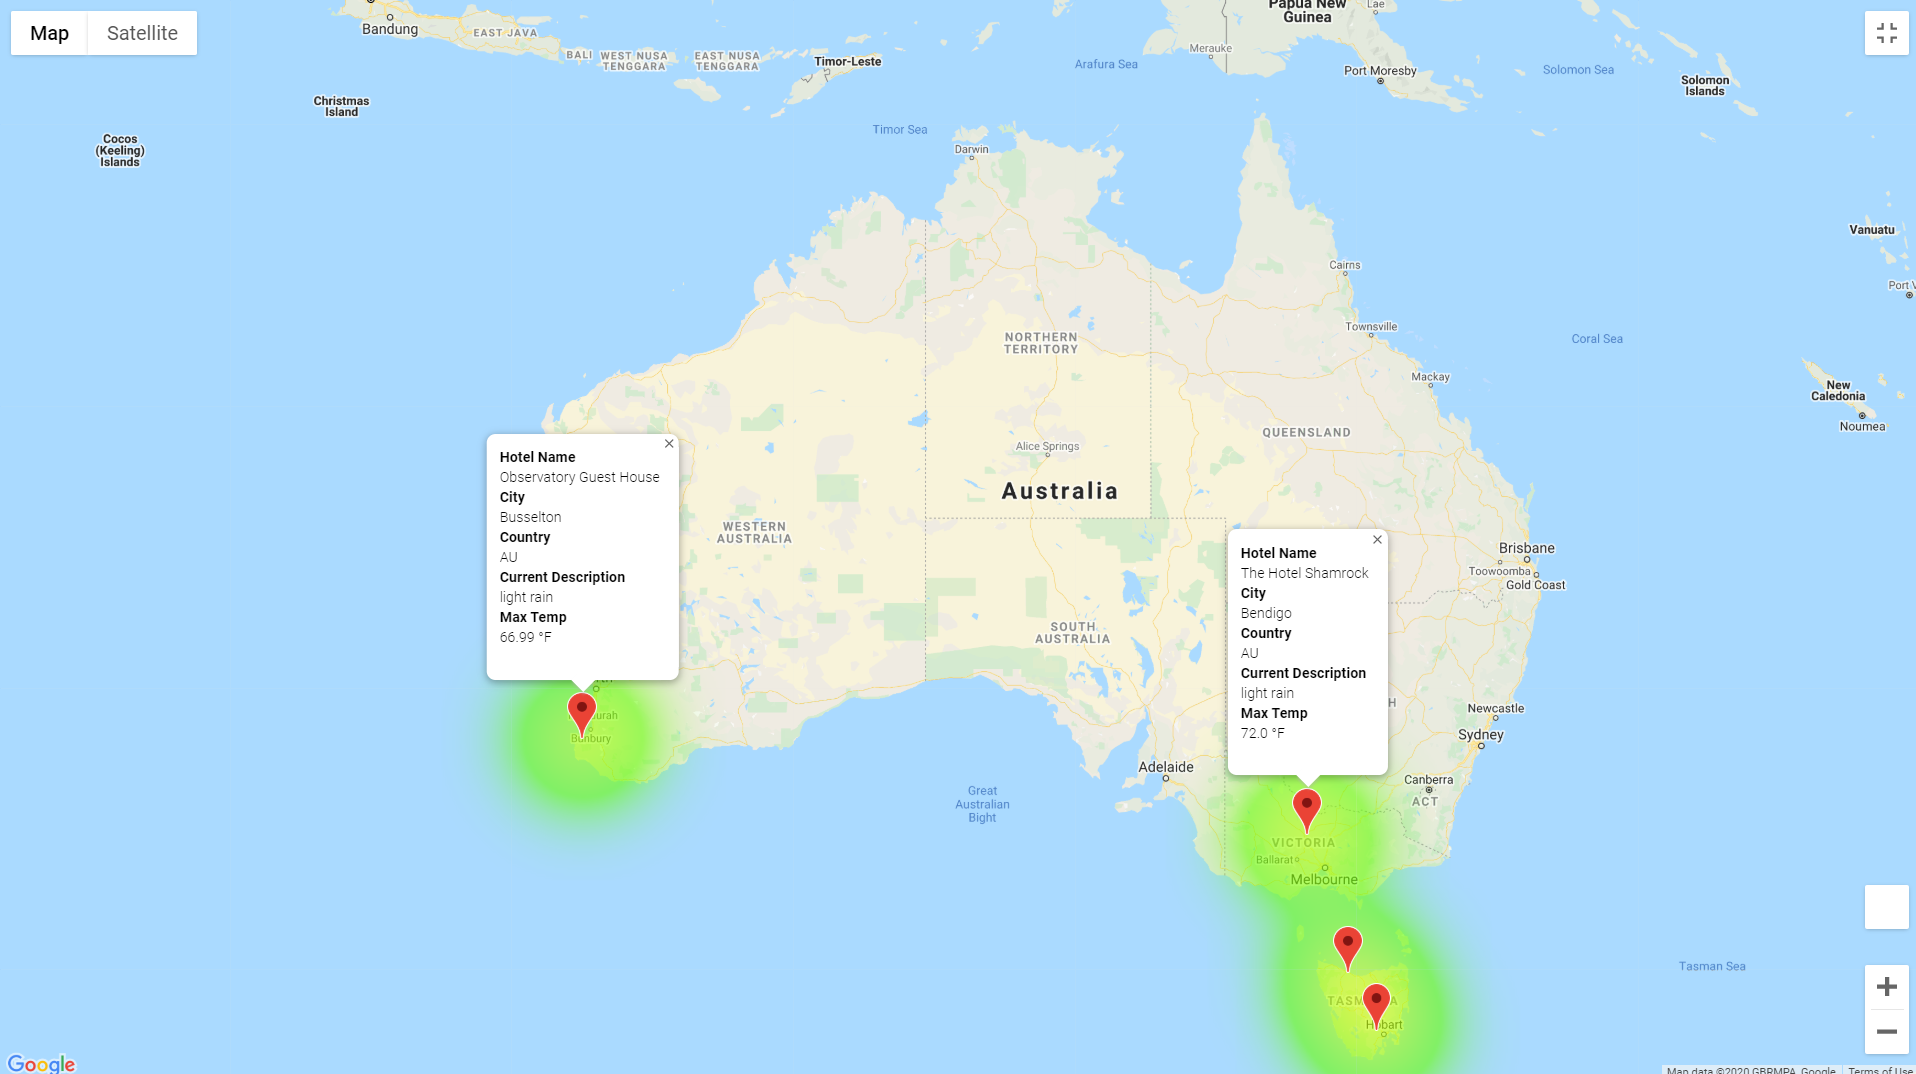 Map
Satellite
Papua New
Guinea
Lae
Bandung
EAST JAVA
BALI
WEST NUSA
TENGGARA
EAST NUSA
TENGGARA
Timor-Leste
Merauke
Arafura Sea
Port Moresby
Solomon Sea
Solomon
Islands
Christmas
Island
Cocos
(Keeling)
Islands
Timor Sea
Darwin
Vanuatu
Cairns
Port V
Townsville
Coral Sea
NORTHERN
TERRITORY
Mackay
New
Caledonia
Noumea
QUEENSLAND
Alice Springs
Australia
WESTERN
AUSTRALIA
Hotel Name
Observatory Guest House
City
Busselton
Country
AU
Current Description
light rain
Max Temp
66.99 °F
Brisbane
Toowoomba
Gold Coast
Hotel Name
The Hotel Shamrock
City
Bendigo
Country
AU
Current Description
light rain
Max Temp
72.0 °F
SOUTH
AUSTRALIA
H
Newcastle
Sydney
Bunbury
Adelaide
Canberra
ACT
Great
Australian
Bight
VICTORIA
Ballarat
Melbourne
Tasman Sea
Hobart
Google
Map data ©2020 GBRMPA, Google
Terms of Use